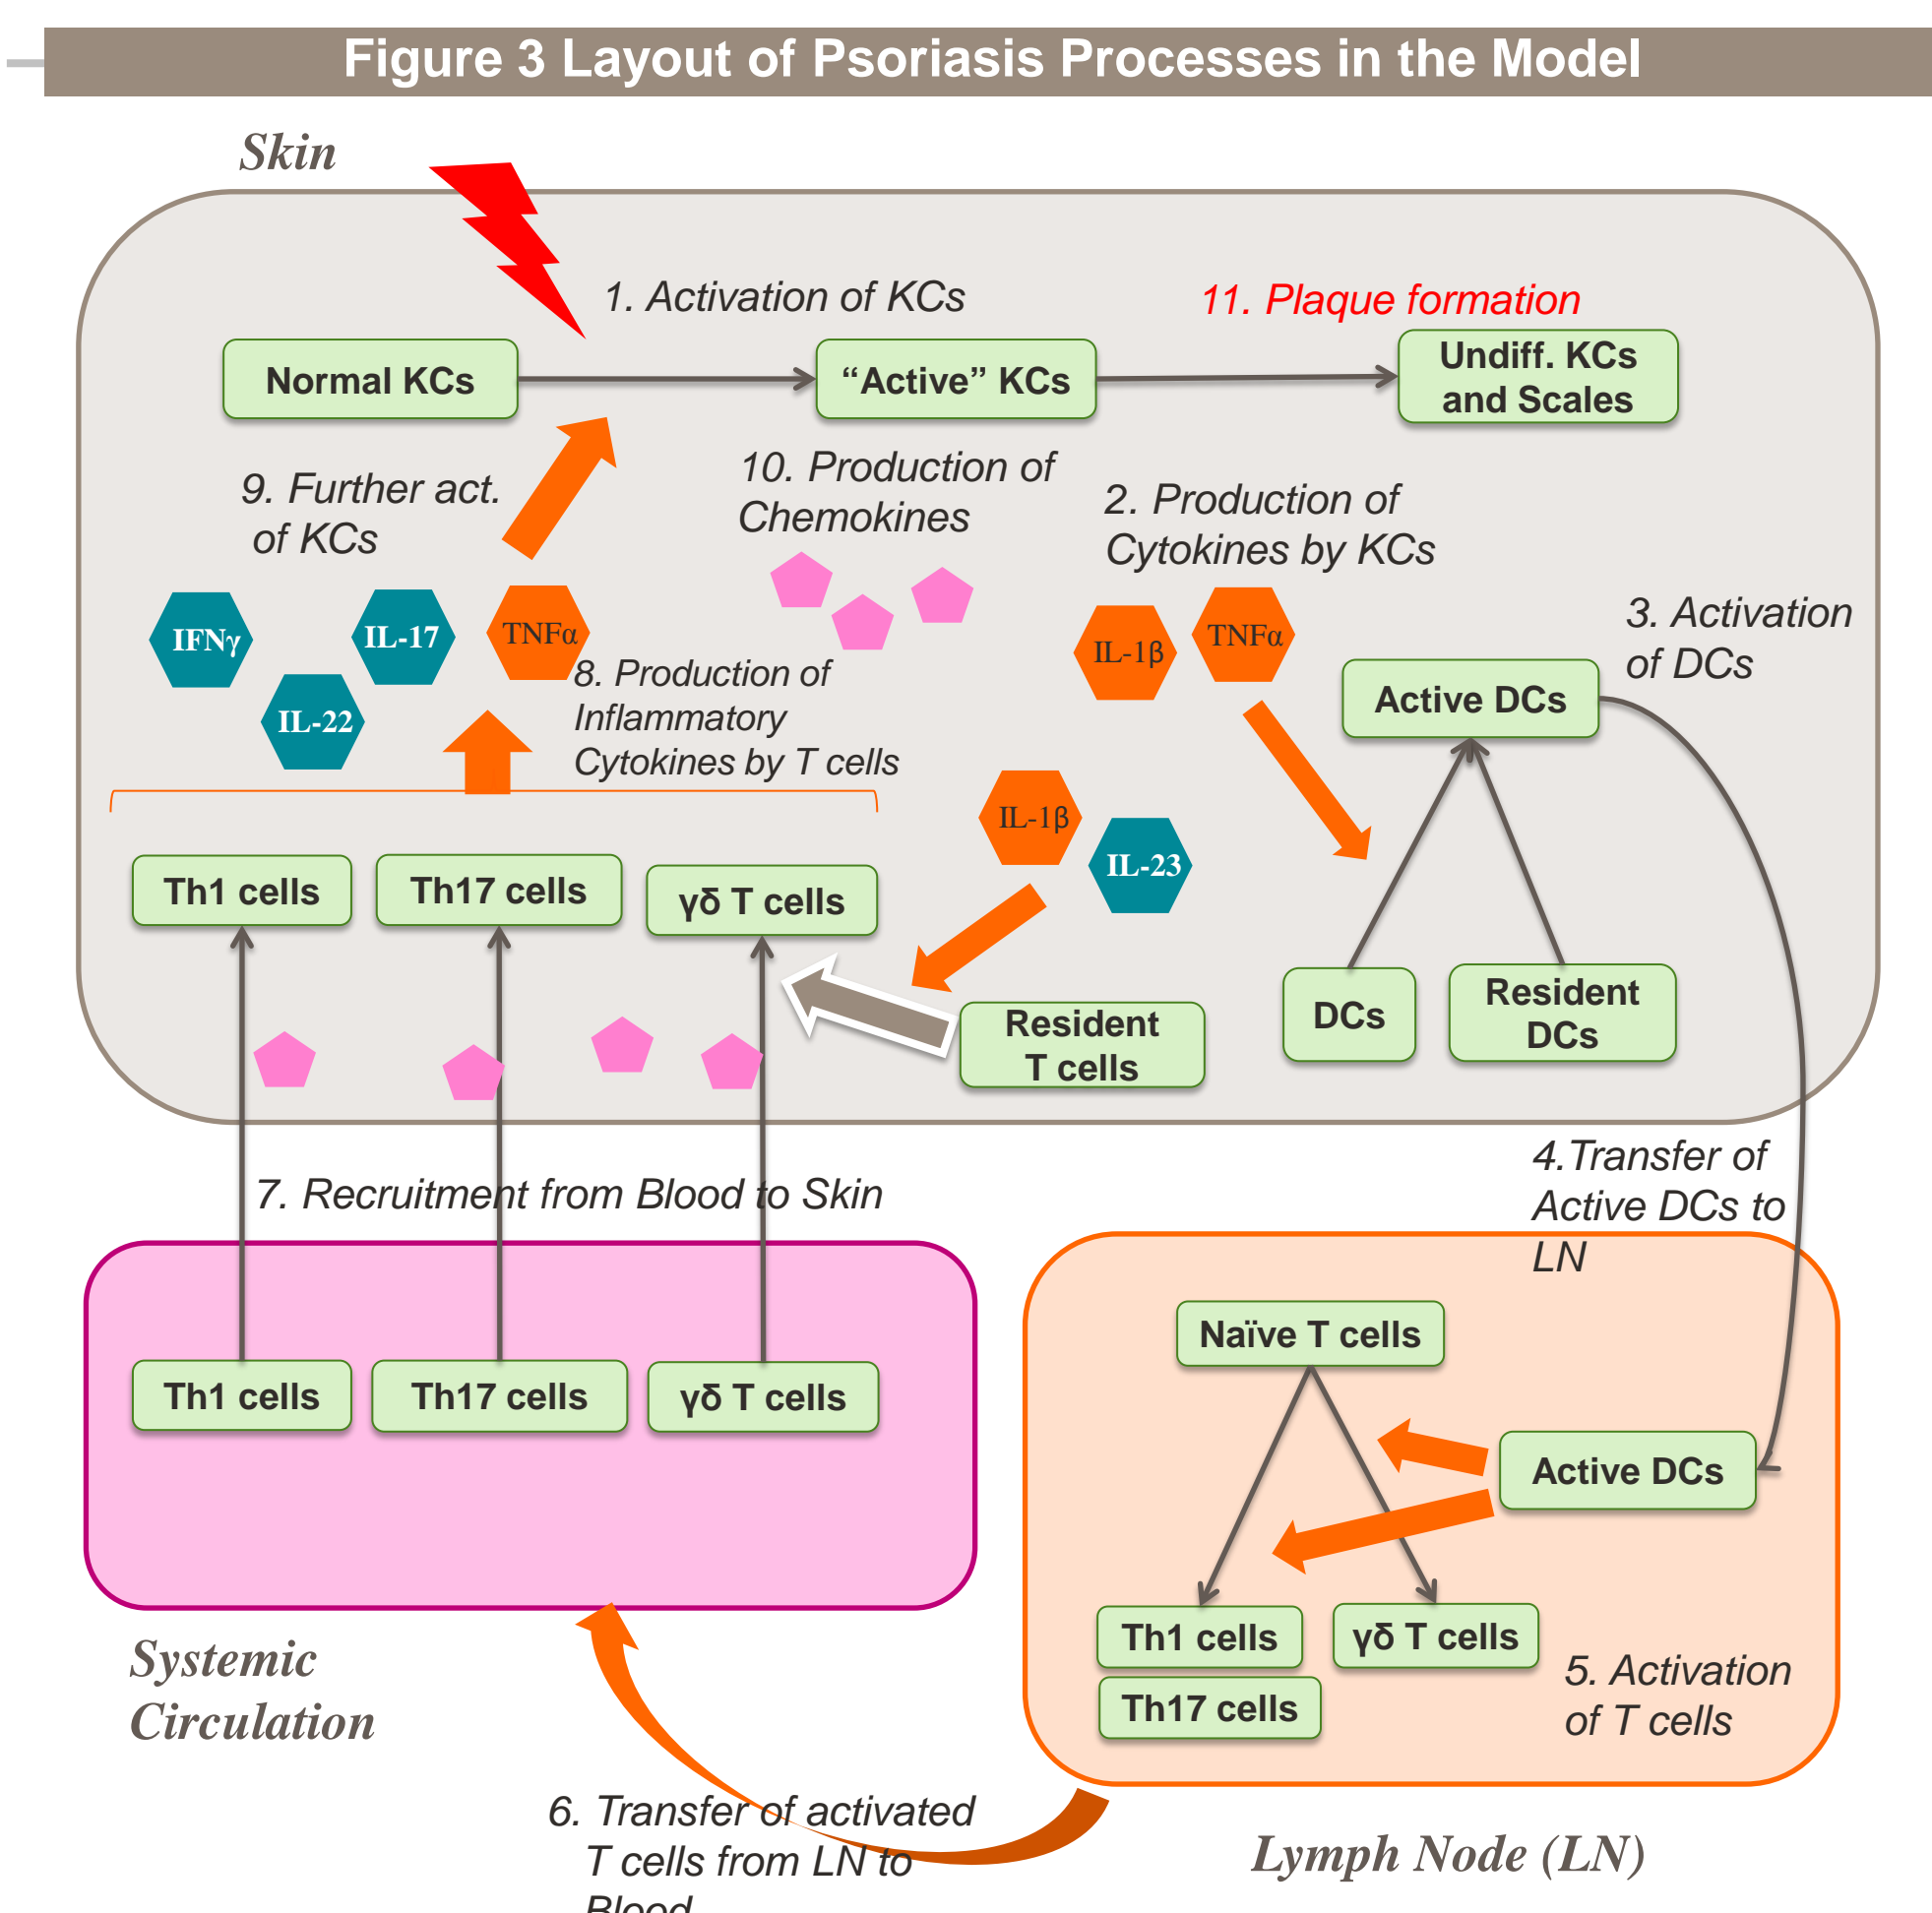 Figure 3 Layout of Psoriasis Processes in the Model
Skin
1. Activation of KCs
11. Plaque formation
Normal KCs
“Active” KCs
Undiff. KCs
and Scales
9. Further act.
of KCs
10. Production of
Chemokines
2. Production of
Cytokines by KCs
3. Activation
of DCs
IFNγ
IL-17
TNFα
IL-22
IL-1β
TNFα
8. Production of
Inflammatory
Cytokines by T cells
Active DCs
IL-1β
IL-23
Th1 cells
Th17 cells
γδ T cells
Resident
T cells
DCs
Resident
DCs
7. Recruitment from Blood to Skin
4.Transfer of
Active DCs to
LN
Th1 cells
Th17 cells
γδ T cells
Naïve T cells
Active DCs
Th1 cells
γδ T cells
Th17 cells
5. Activation
of T cells
Systemic
Circulation
6. Transfer of activated
T cells from LN to
Blood
Lymph Node (LN)